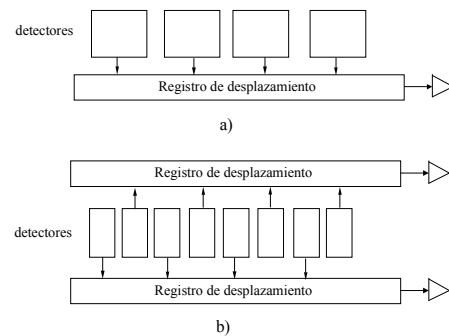 detectores
Registro de desplazamiento
a)
Registro de desplazamiento
detectores
Registro de desplazamiento
b)